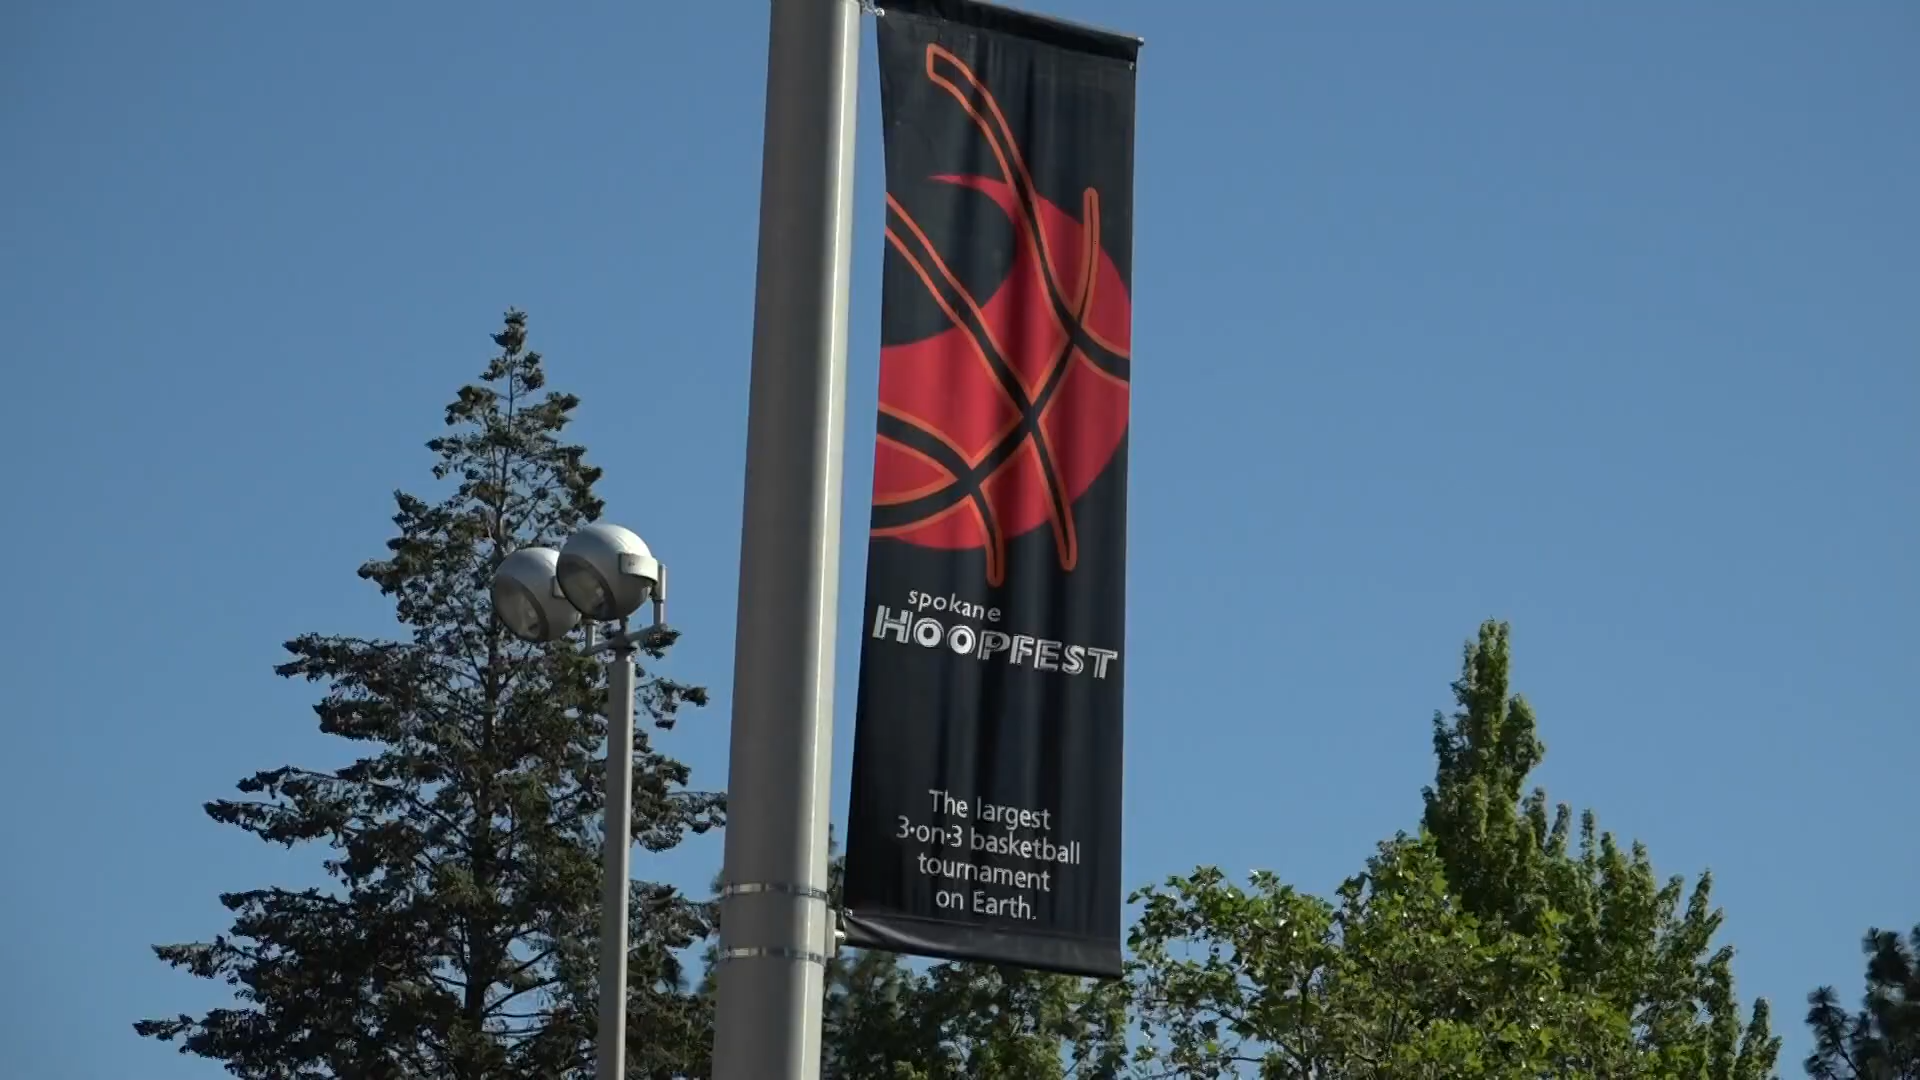 spokane
HOOPFEST
The largest
3·on·3 basketball
tournament
on Earth.